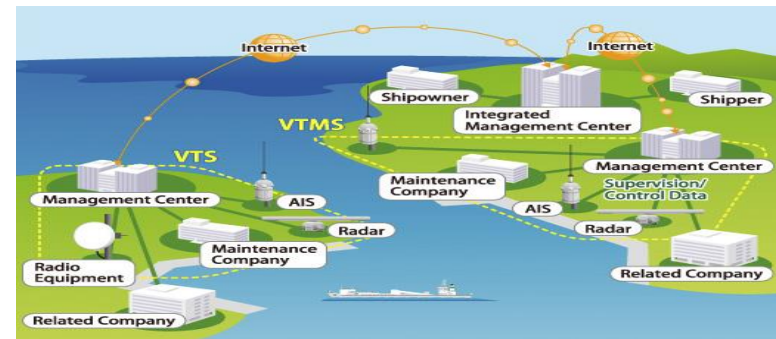 Internet
Internet
Shipowner
Integrated
Management Center
Shipper
VTMS
VTS
Management Center
Management Center
Maintenance
Company
Supervision/
Control Data
AIS
AIS
Radar
Radar
Maintenance
Company
Radio
Equipment
Related Company
Related Company